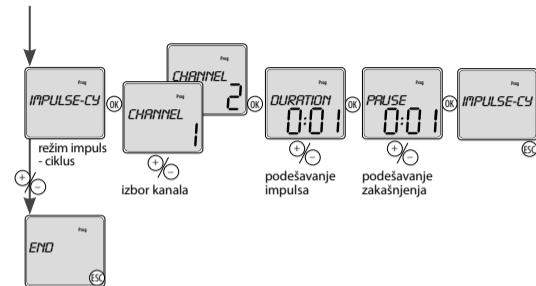 Prog
IMPULSE-CY
OK
Prog
CHANNEL
2
Prog
CHANNEL
1
OK
Prog
DURATION
0:01
OK
Prog
PAUSE
0:01
OK
Prog
IMPULSE-CY
ESC
režim impuls
- ciklus
+/−
izbor kanala
+/−
podešavanje
impulsa
+/−
podešavanje
zakašnjenja
+/−
Prog
END
ESC